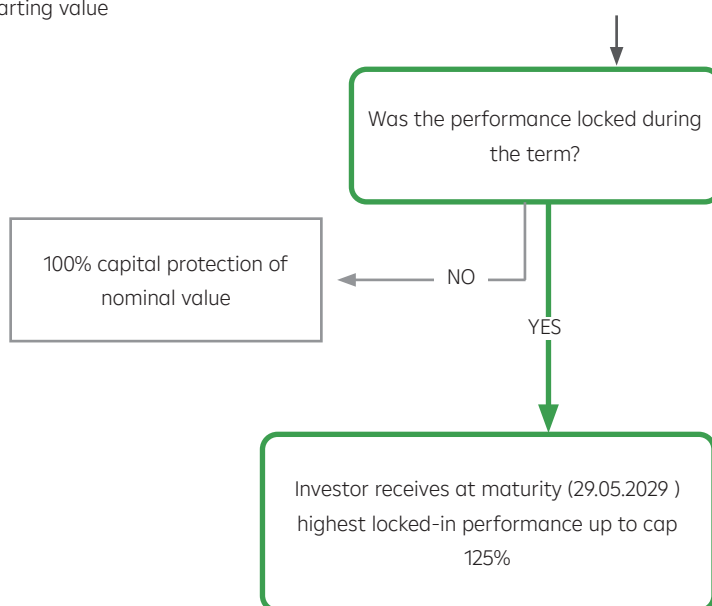 value
Was the performance locked during
the term?
100% capital protection of
nominal value
NO
YES
Investor receives at maturity (29.05.2029 )
highest locked-in performance up to cap
125%